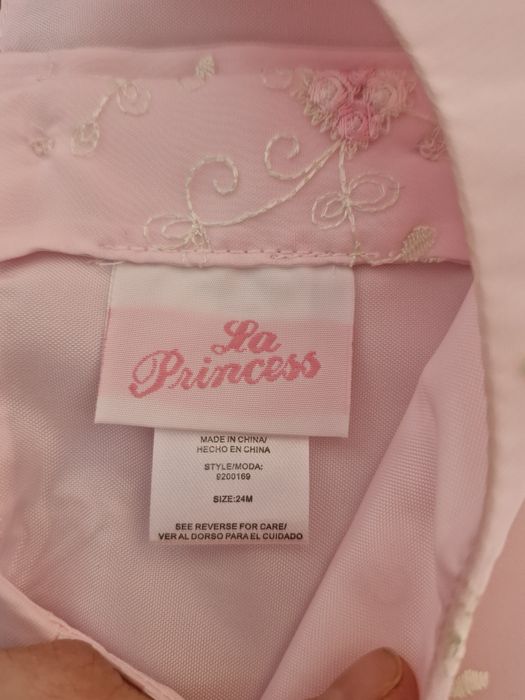 La
Princess
MADE IN CHINA/
HECHO EN CHINA
STYLE/MODA:
9200169
SIZE:24M
SEE REVERSE FOR CARE/
VER AL DORSO PARA EL CUIDADO